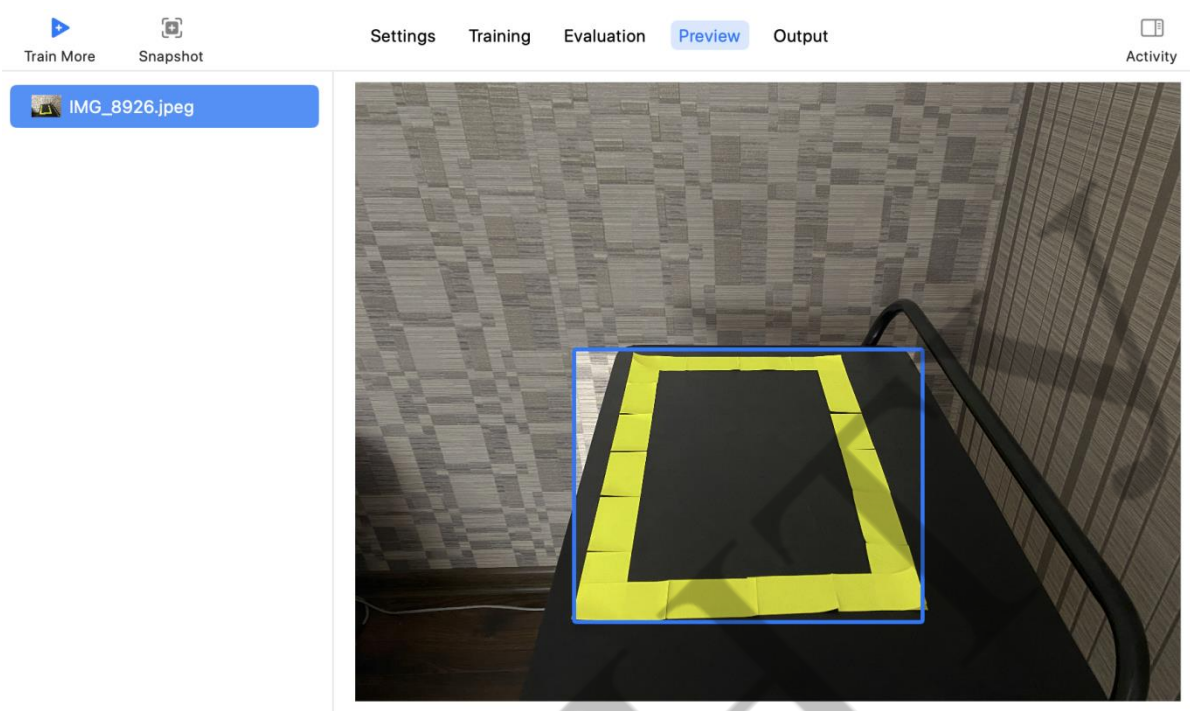 Settings Training Evaluation Preview Output
Train More Snapshot Activity
IMG_8926.jpeg